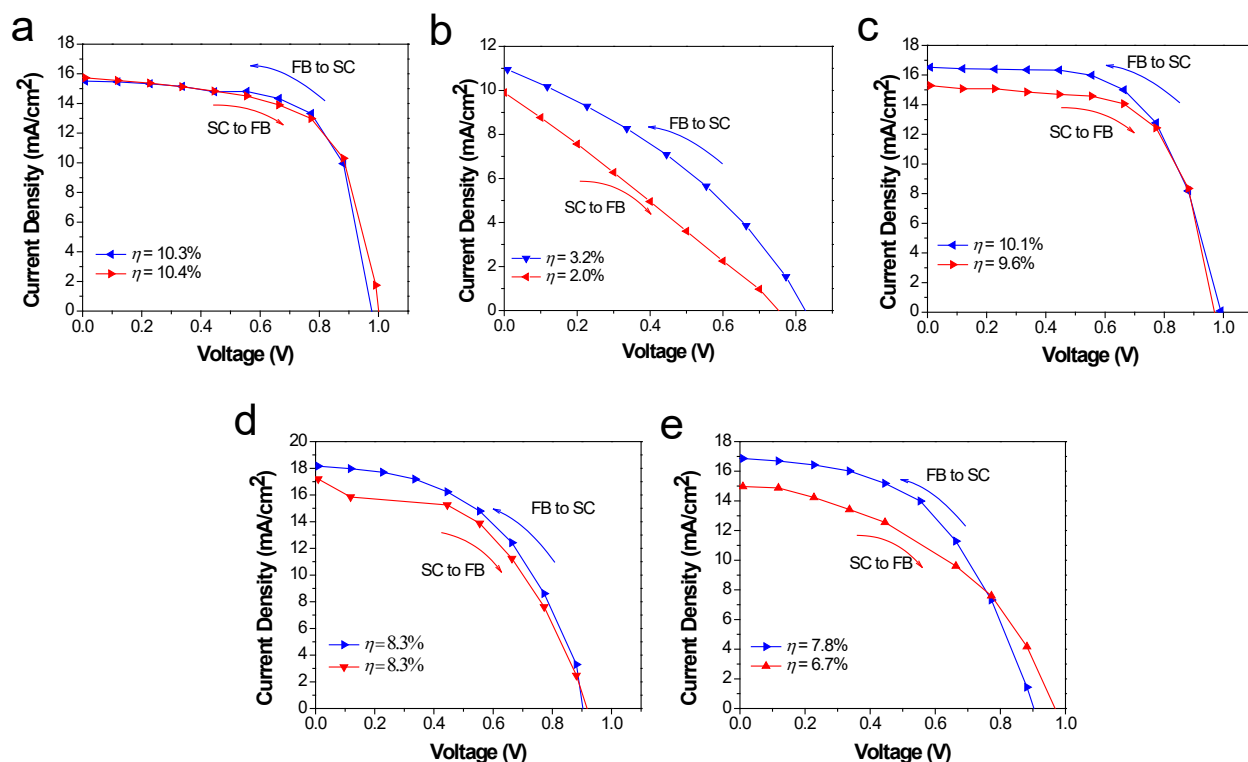 a
Current Density (mA/cm²)
18
16
14
12
10
8
6
4
2
0
FB to SC
SC to FB
η = 10.3%
η = 10.4%
0.0 0.2 0.4 0.6 0.8 1.0
Voltage (V)
b
Current Density (mA/cm²)
12
10
8
6
4
2
0
FB to SC
SC to FB
η = 3.2%
η = 2.0%
0.0 0.2 0.4 0.6 0.8
Voltage (V)
c
Current Density (mA/cm²)
18
16
14
12
10
8
6
4
2
0
FB to SC
SC to FB
η = 10.1%
η = 9.6%
0.0 0.2 0.4 0.6 0.8 1.0
Voltage (V)
d
Current Density (mA/cm²)
20
18
16
14
12
10
8
6
4
2
0
FB to SC
SC to FB
η = 8.3%
η = 8.3%
0.0 0.2 0.4 0.6 0.8 1.0
Voltage (V)
e
Current Density (mA/cm²)
18
16
14
12
10
8
6
4
2
0
FB to SC
SC to FB
η = 7.8%
η = 6.7%
0.0 0.2 0.4 0.6 0.8 1.0
Voltage (V)